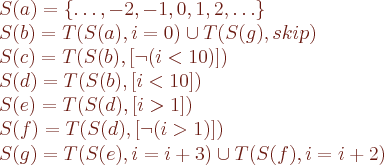 S(a) = {..., −2, −1, 0, 1, 2, ...}
S(b) = T(S(a), i = 0) ∪ T(S(g), skip)
S(c) = T(S(b), [¬(i < 10)])
S(d) = T(S(b), [i < 10])
S(e) = T(S(d), [i > 1])
S(f) = T(S(d), [¬(i > 1)])
S(g) = T(S(e), i = i + 3) ∪ T(S(f), i = i + 2)